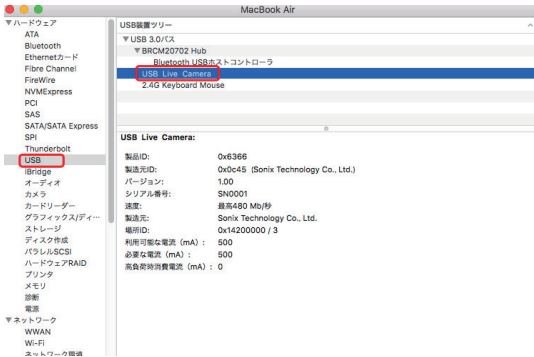 MacBook Air
▼ハードウェア
ATA
Bluetooth
Ethernetカード
Fibre Channel
FireWire
NVMExpress
PCI
SAS
SATA/SATA Express
SPI
Thunderbolt
USB
iBridge
オーディオ
カメラ
カードリーダー
グラフィックス/ディ…
ストレージ
ディスク作成
パラレルSCSI
ハードウェアRAID
プリンタ
メモリ
診断
電源
▼ネットワーク
WWAN
Wi-Fi
ネットワーク環境
USB装置ツリー
▼USB 3.0バス
▼BRCM20702 Hub
Bluetooth USBホストコントローラ
USB Live Camera
2.4G Keyboard Mouse
USB Live Camera:
製品ID: 0x6366
製造元ID: 0x0c45 (Sonix Technology Co., Ltd.)
バージョン: 1.00
シリアル番号: SN0001
速度: 最高480 Mb/秒
製造元: Sonix Technology Co., Ltd.
場所ID: 0x14200000 / 3
利用可能な電流（mA）: 500
必要な電流（mA）: 500
高負荷時消費電流（mA）: 0